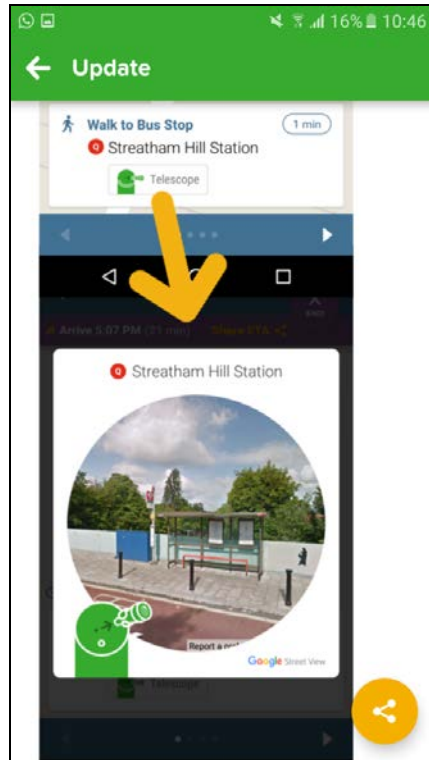 16% 10:46
Update
Walk to Bus Stop
1 min
Q Streatham Hill Station
Telescope
Arrive 5:07 PM (21 min) Share ETA
Q Streatham Hill Station
Report a
Google Street View
Telescope